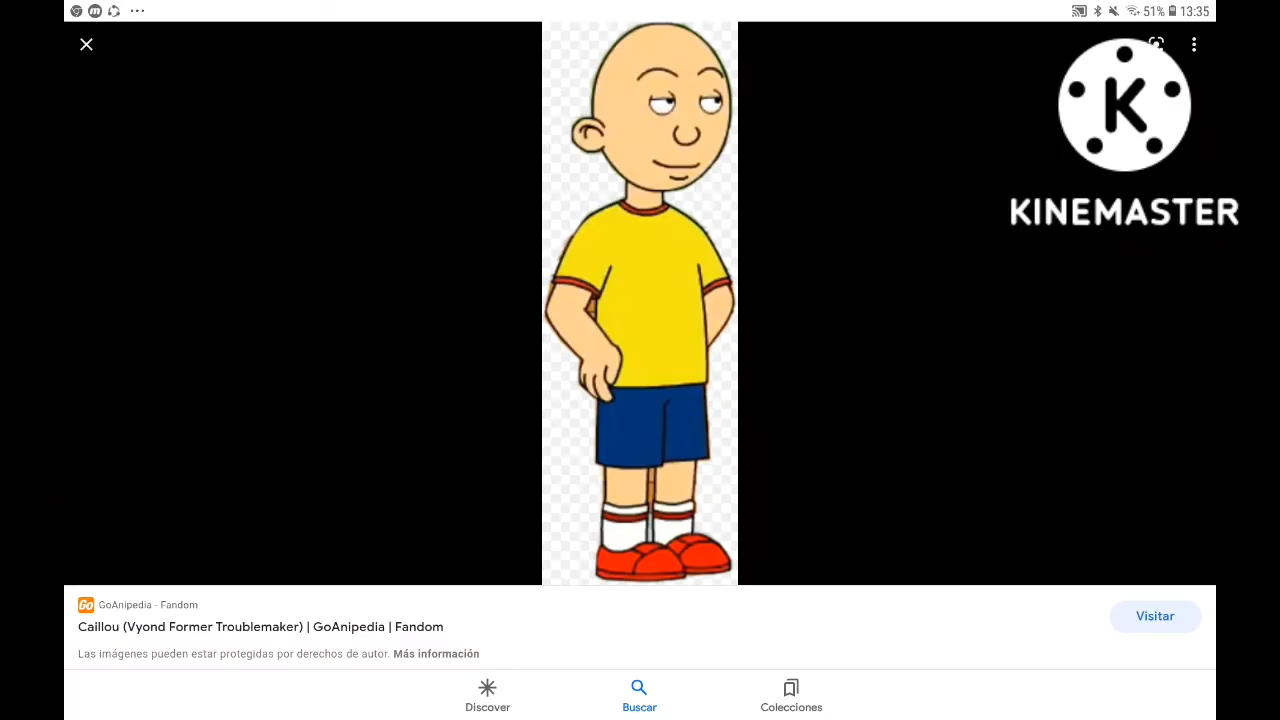 51% 13:35
K
KINEMASTER
Go GoAnipedia - Fandom
Caillou (Vyond Former Troublemaker) | GoAnipedia | Fandom
Visitar
Las imágenes pueden estar protegidas por derechos de autor. Más información
Discover
Buscar
Colecciones